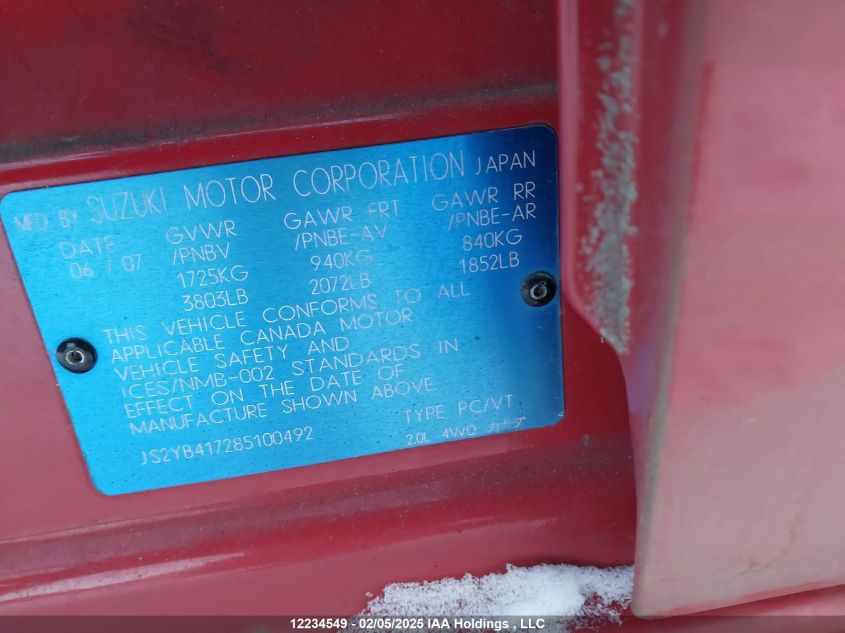 MFD BY SUZUKI MOTOR CORPORATION JAPAN
DATE GVWR GAWR FRT GAWR RR
06 / 07 /PNBV /PNBE-AV /PNBE-AR
1725KG 940KG 840KG
3803LB 2072LB 1852LB
THIS VEHICLE CONFORMS TO ALL
APPLICABLE CANADA MOTOR
VEHICLE SAFETY AND
ICES/NMB-002 STANDARDS IN
EFFECT ON THE DATE OF
MANUFACTURE SHOWN ABOVE.
JS2YB417285100492 TYPE PC/VT
2.0L 4WD カナダ
12234549 - 02/05/2025 IAA Holdings , LLC